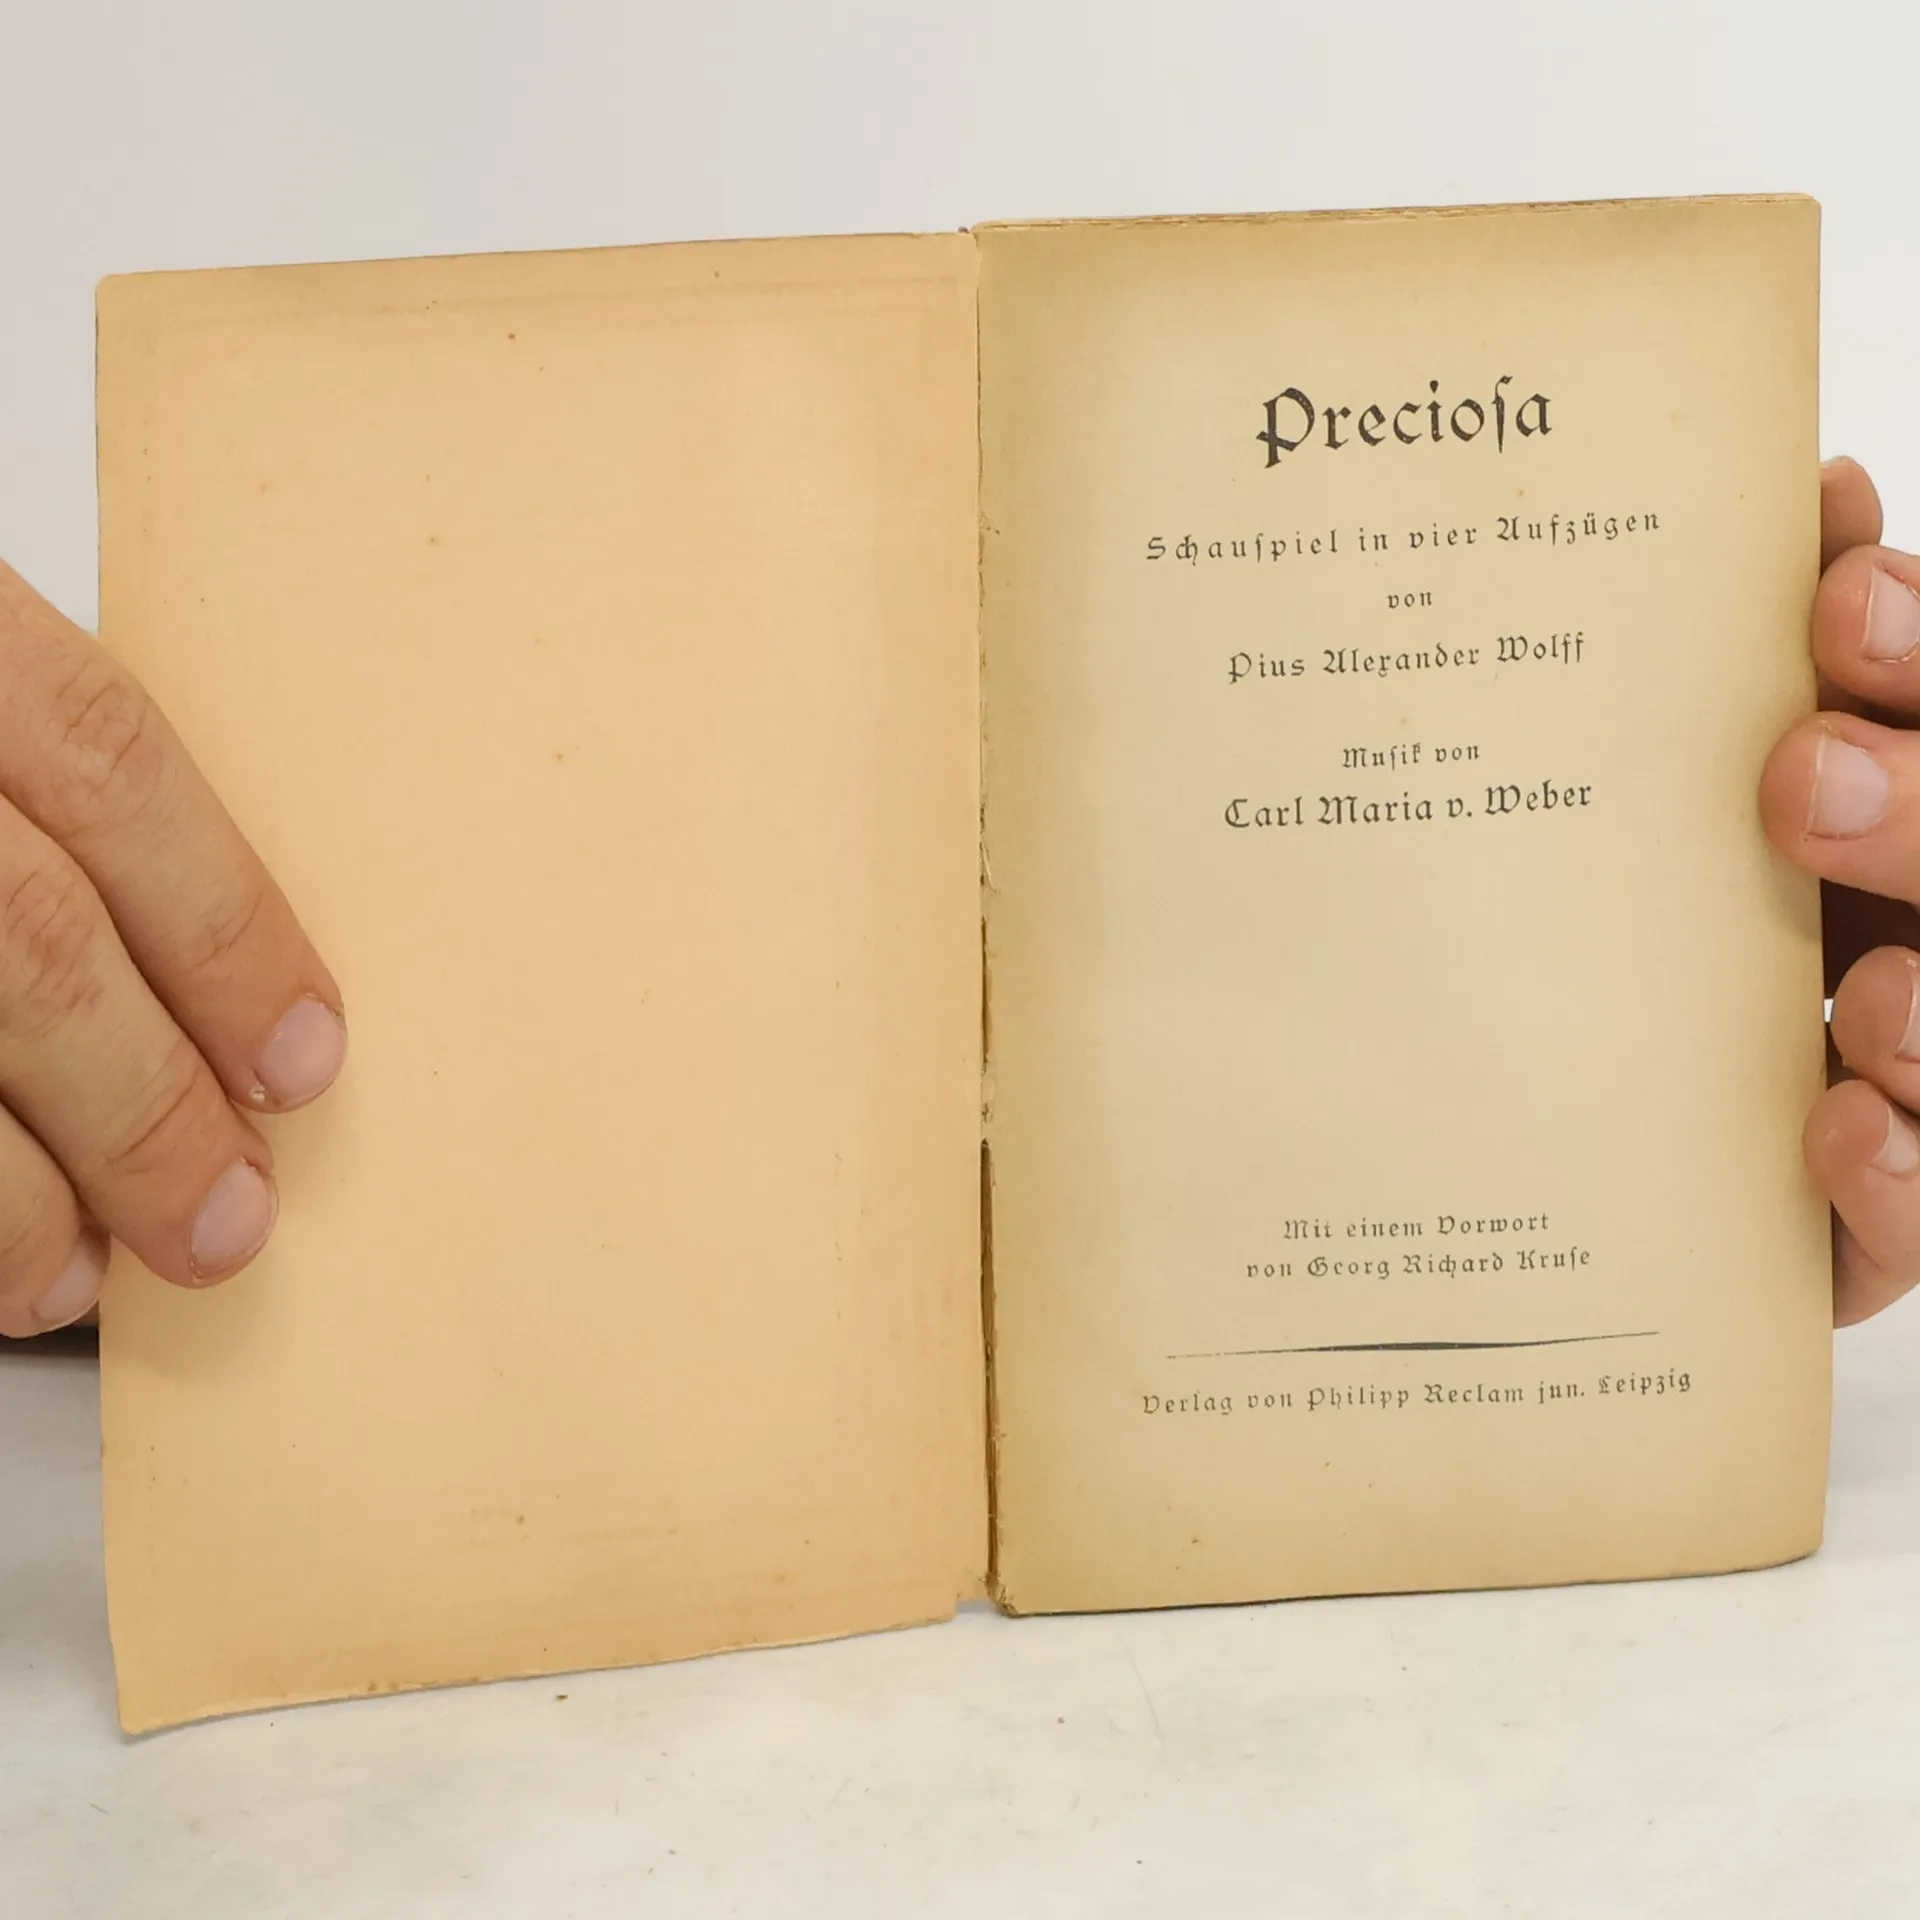 Precioſa
Schauſpiel in vier Aufzügen
von
Pius Alexander Wolff
Muſik von
Carl Maria v. Weber
Mit einem Vorwort
von Georg Richard Kruſe
Verlag von Philipp Reclam jun. Leipzig